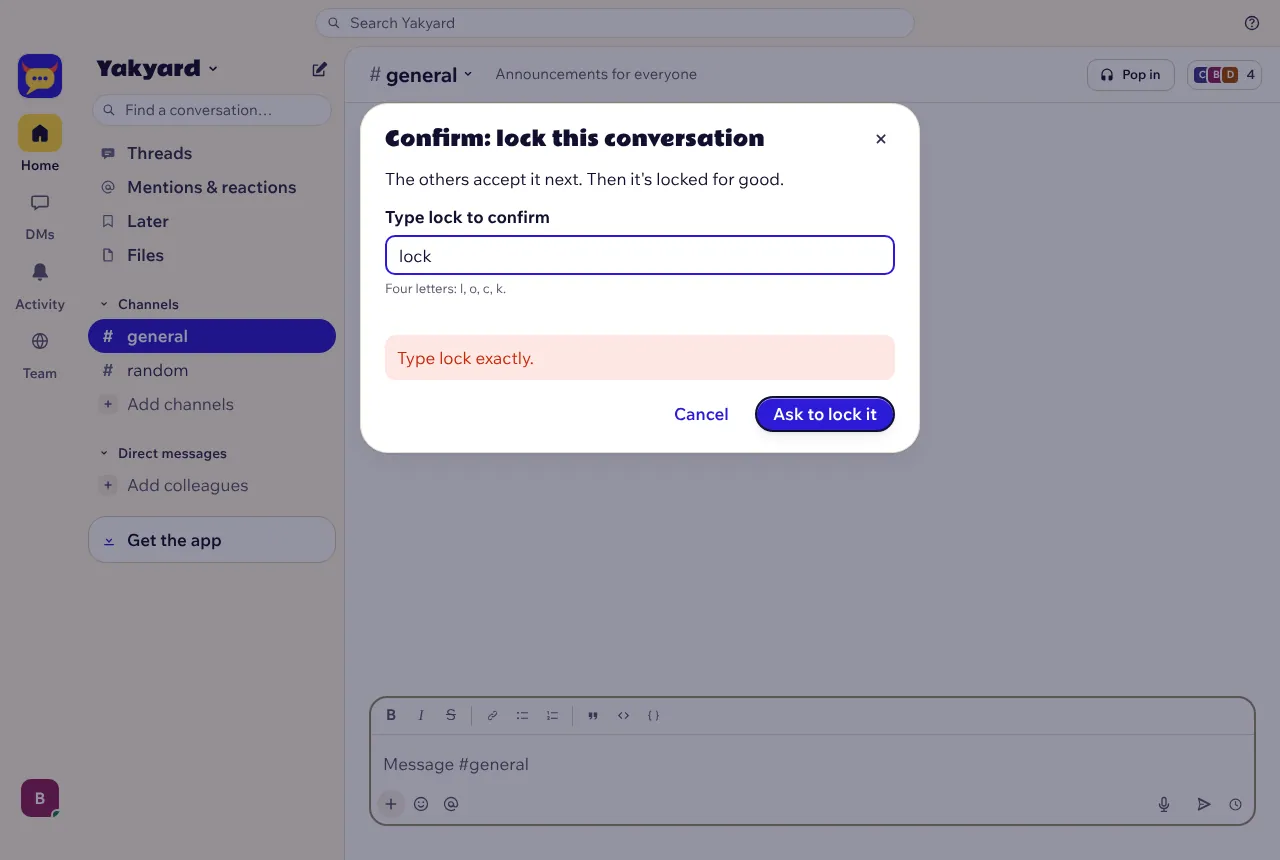 Search Yakyard
Yakyard
Find a conversation…
Home
DMs
Activity
Team
Threads
Mentions & reactions
Later
Files
Channels
# general
# random
+ Add channels
Direct messages
+ Add colleagues
Get the app
B
# general
Announcements for everyone
Pop in
C B D 4
Confirm: lock this conversation
The others accept it next. Then it's locked for good.
Type lock to confirm
lock
Four letters: l, o, c, k.
Type lock exactly.
Cancel
Ask to lock it
B I S
Message #general